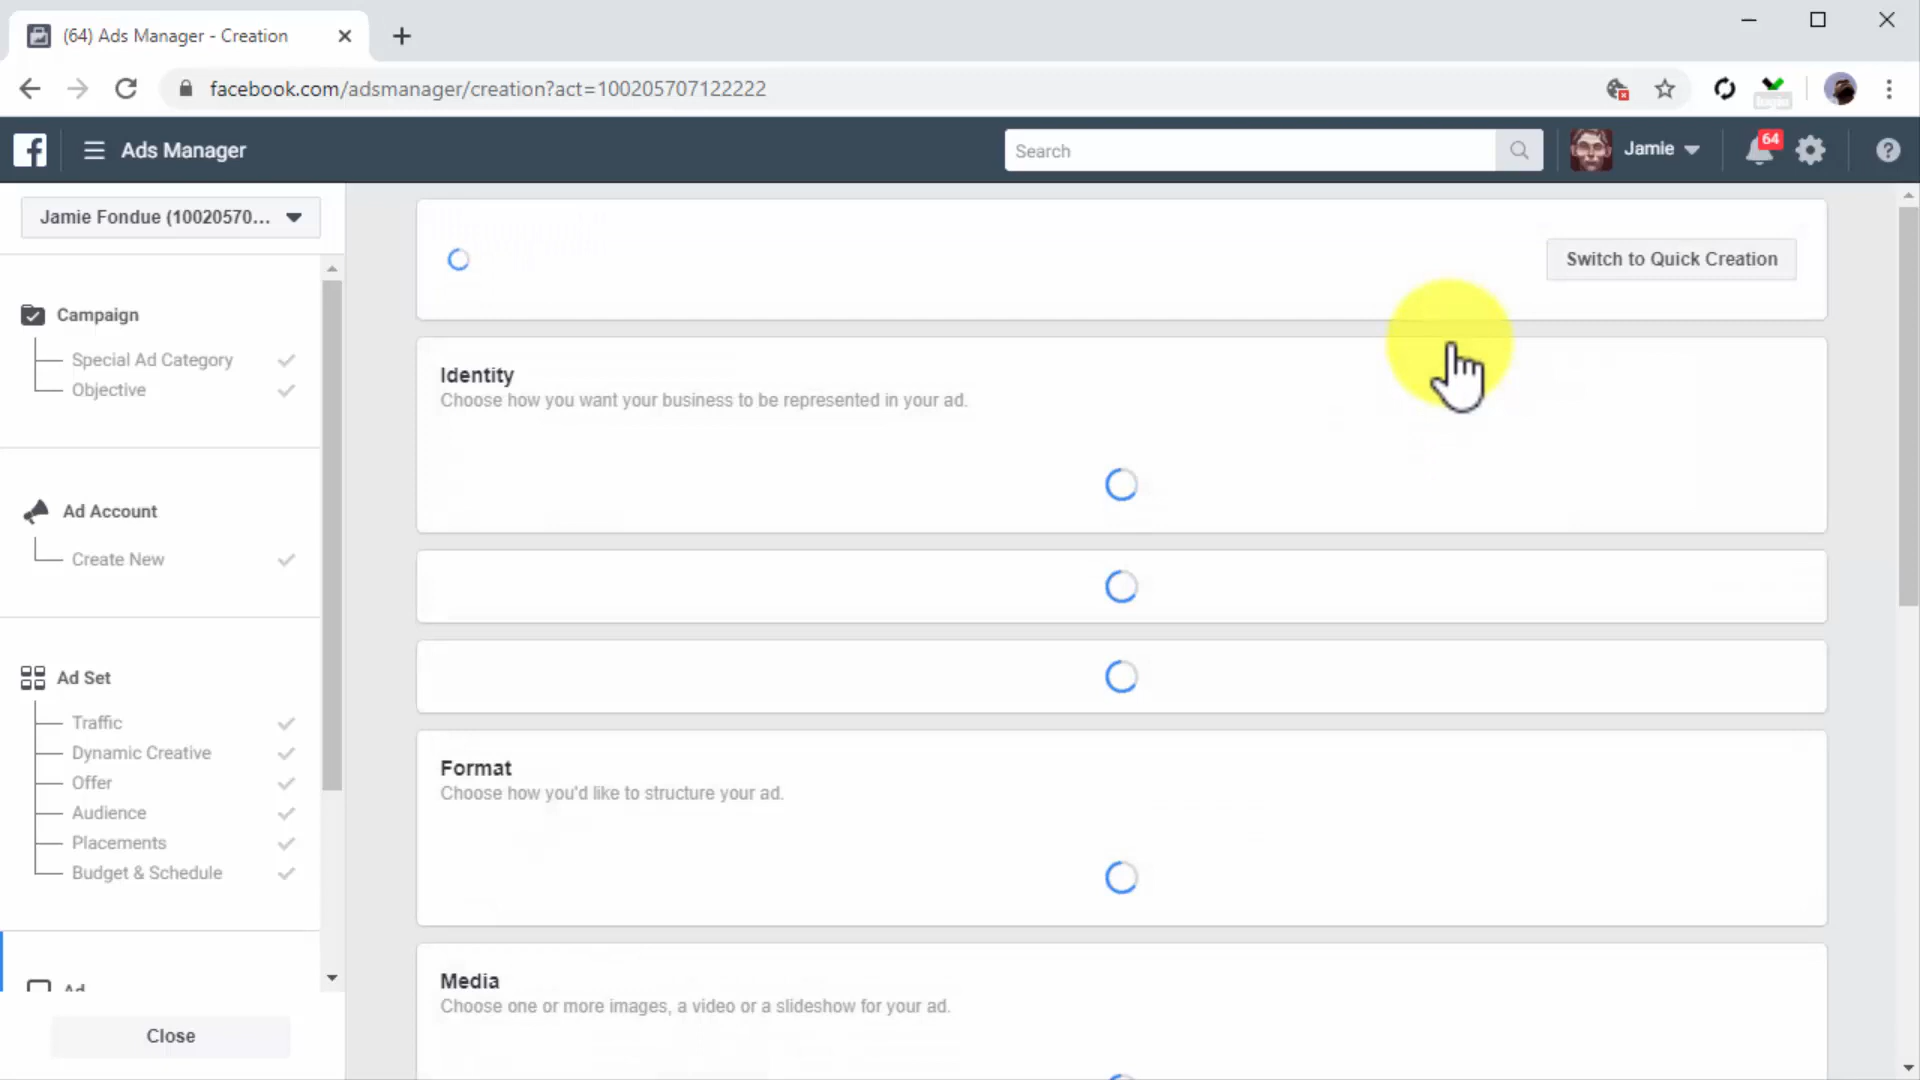 (64) Ads Manager - Creation
facebook.com/adsmanager/creation?act=100205707122222
Ads Manager
Search
Jamie
64
Jamie Fondue (10020570...
Switch to Quick Creation
Campaign
Special Ad Category
Objective
Identity
Choose how you want your business to be represented in your ad.
Ad Account
Create New
Ad Set
Traffic
Dynamic Creative
Offer
Audience
Placements
Budget & Schedule
Format
Choose how you'd like to structure your ad.
Ad
Media
Choose one or more images, a video or a slideshow for your ad.
Close